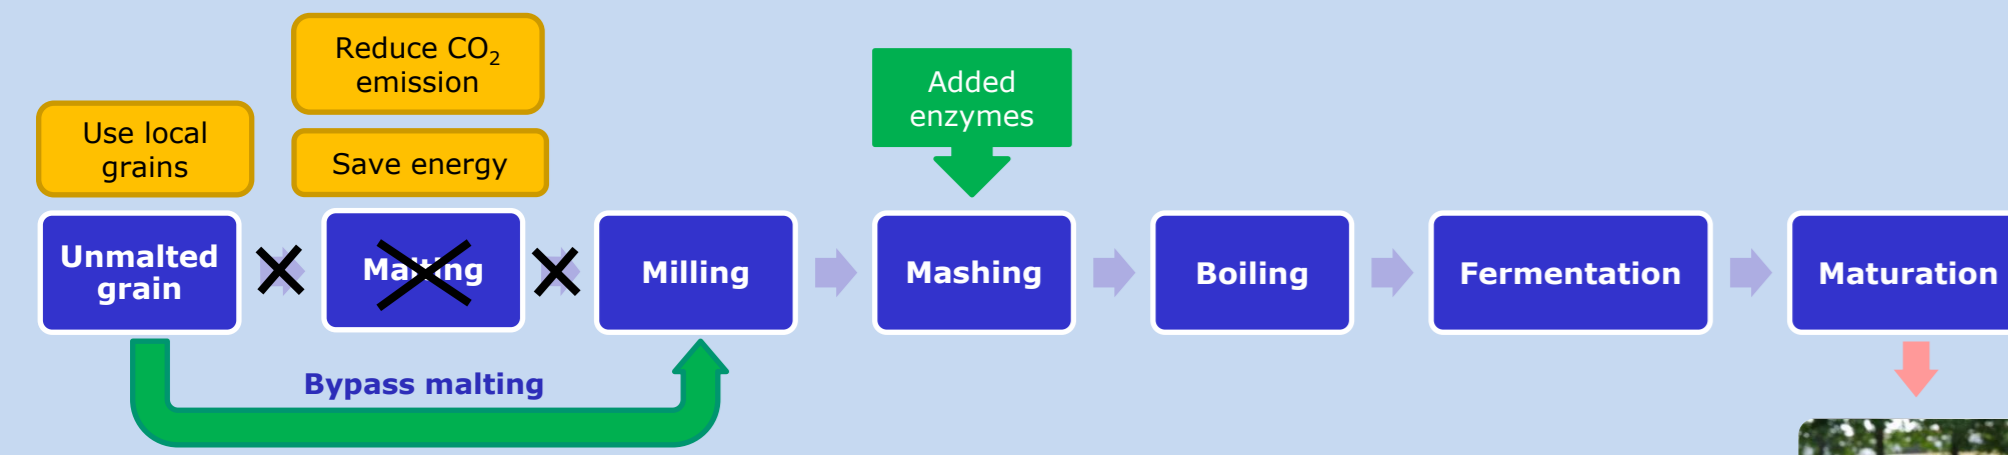 Reduce CO₂
emission
Use local
grains
Save energy
Added
enzymes
Unmalted
grain
Malting
Milling
Mashing
Boiling
Fermentation
Maturation
Bypass malting